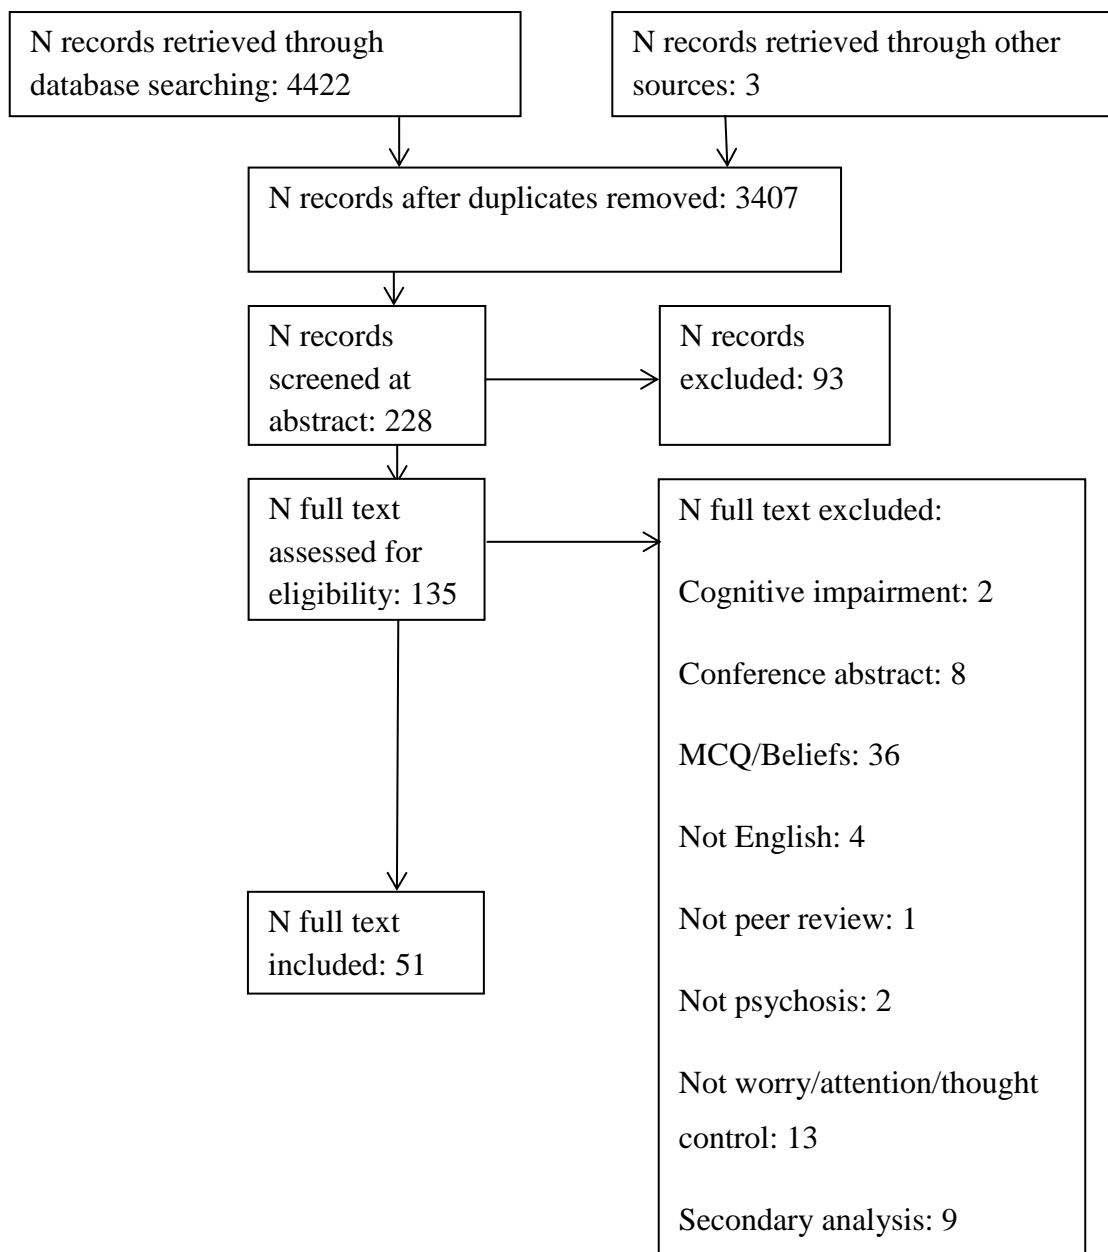 N records retrieved through
database searching: 4422
N records retrieved through other
sources: 3
N records after duplicates removed: 3407
N records
screened at
abstract: 228
N records
excluded: 93
N full text
assessed for
eligibility: 135
N full text excluded:
Cognitive impairment: 2
Conference abstract: 8
MCQ/Beliefs: 36
Not English: 4
Not peer review: 1
Not psychosis: 2
Not worry/attention/thought
control: 13
Secondary analysis: 9
N full text
included: 51